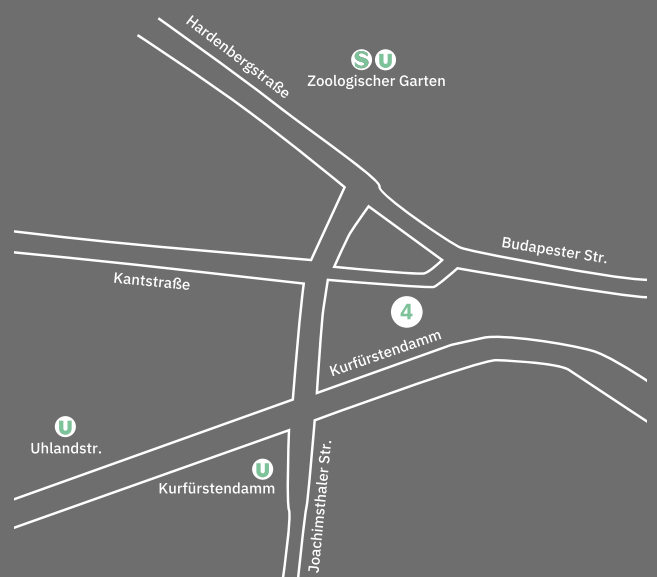 Hardenbergstraße
S U
Zoologischer Garten
Budapester Str.
Kantstraße
4
Kurfürstendamm
U
Uhlandstr.
U
Kurfürstendamm
Joachimsthaler Str.